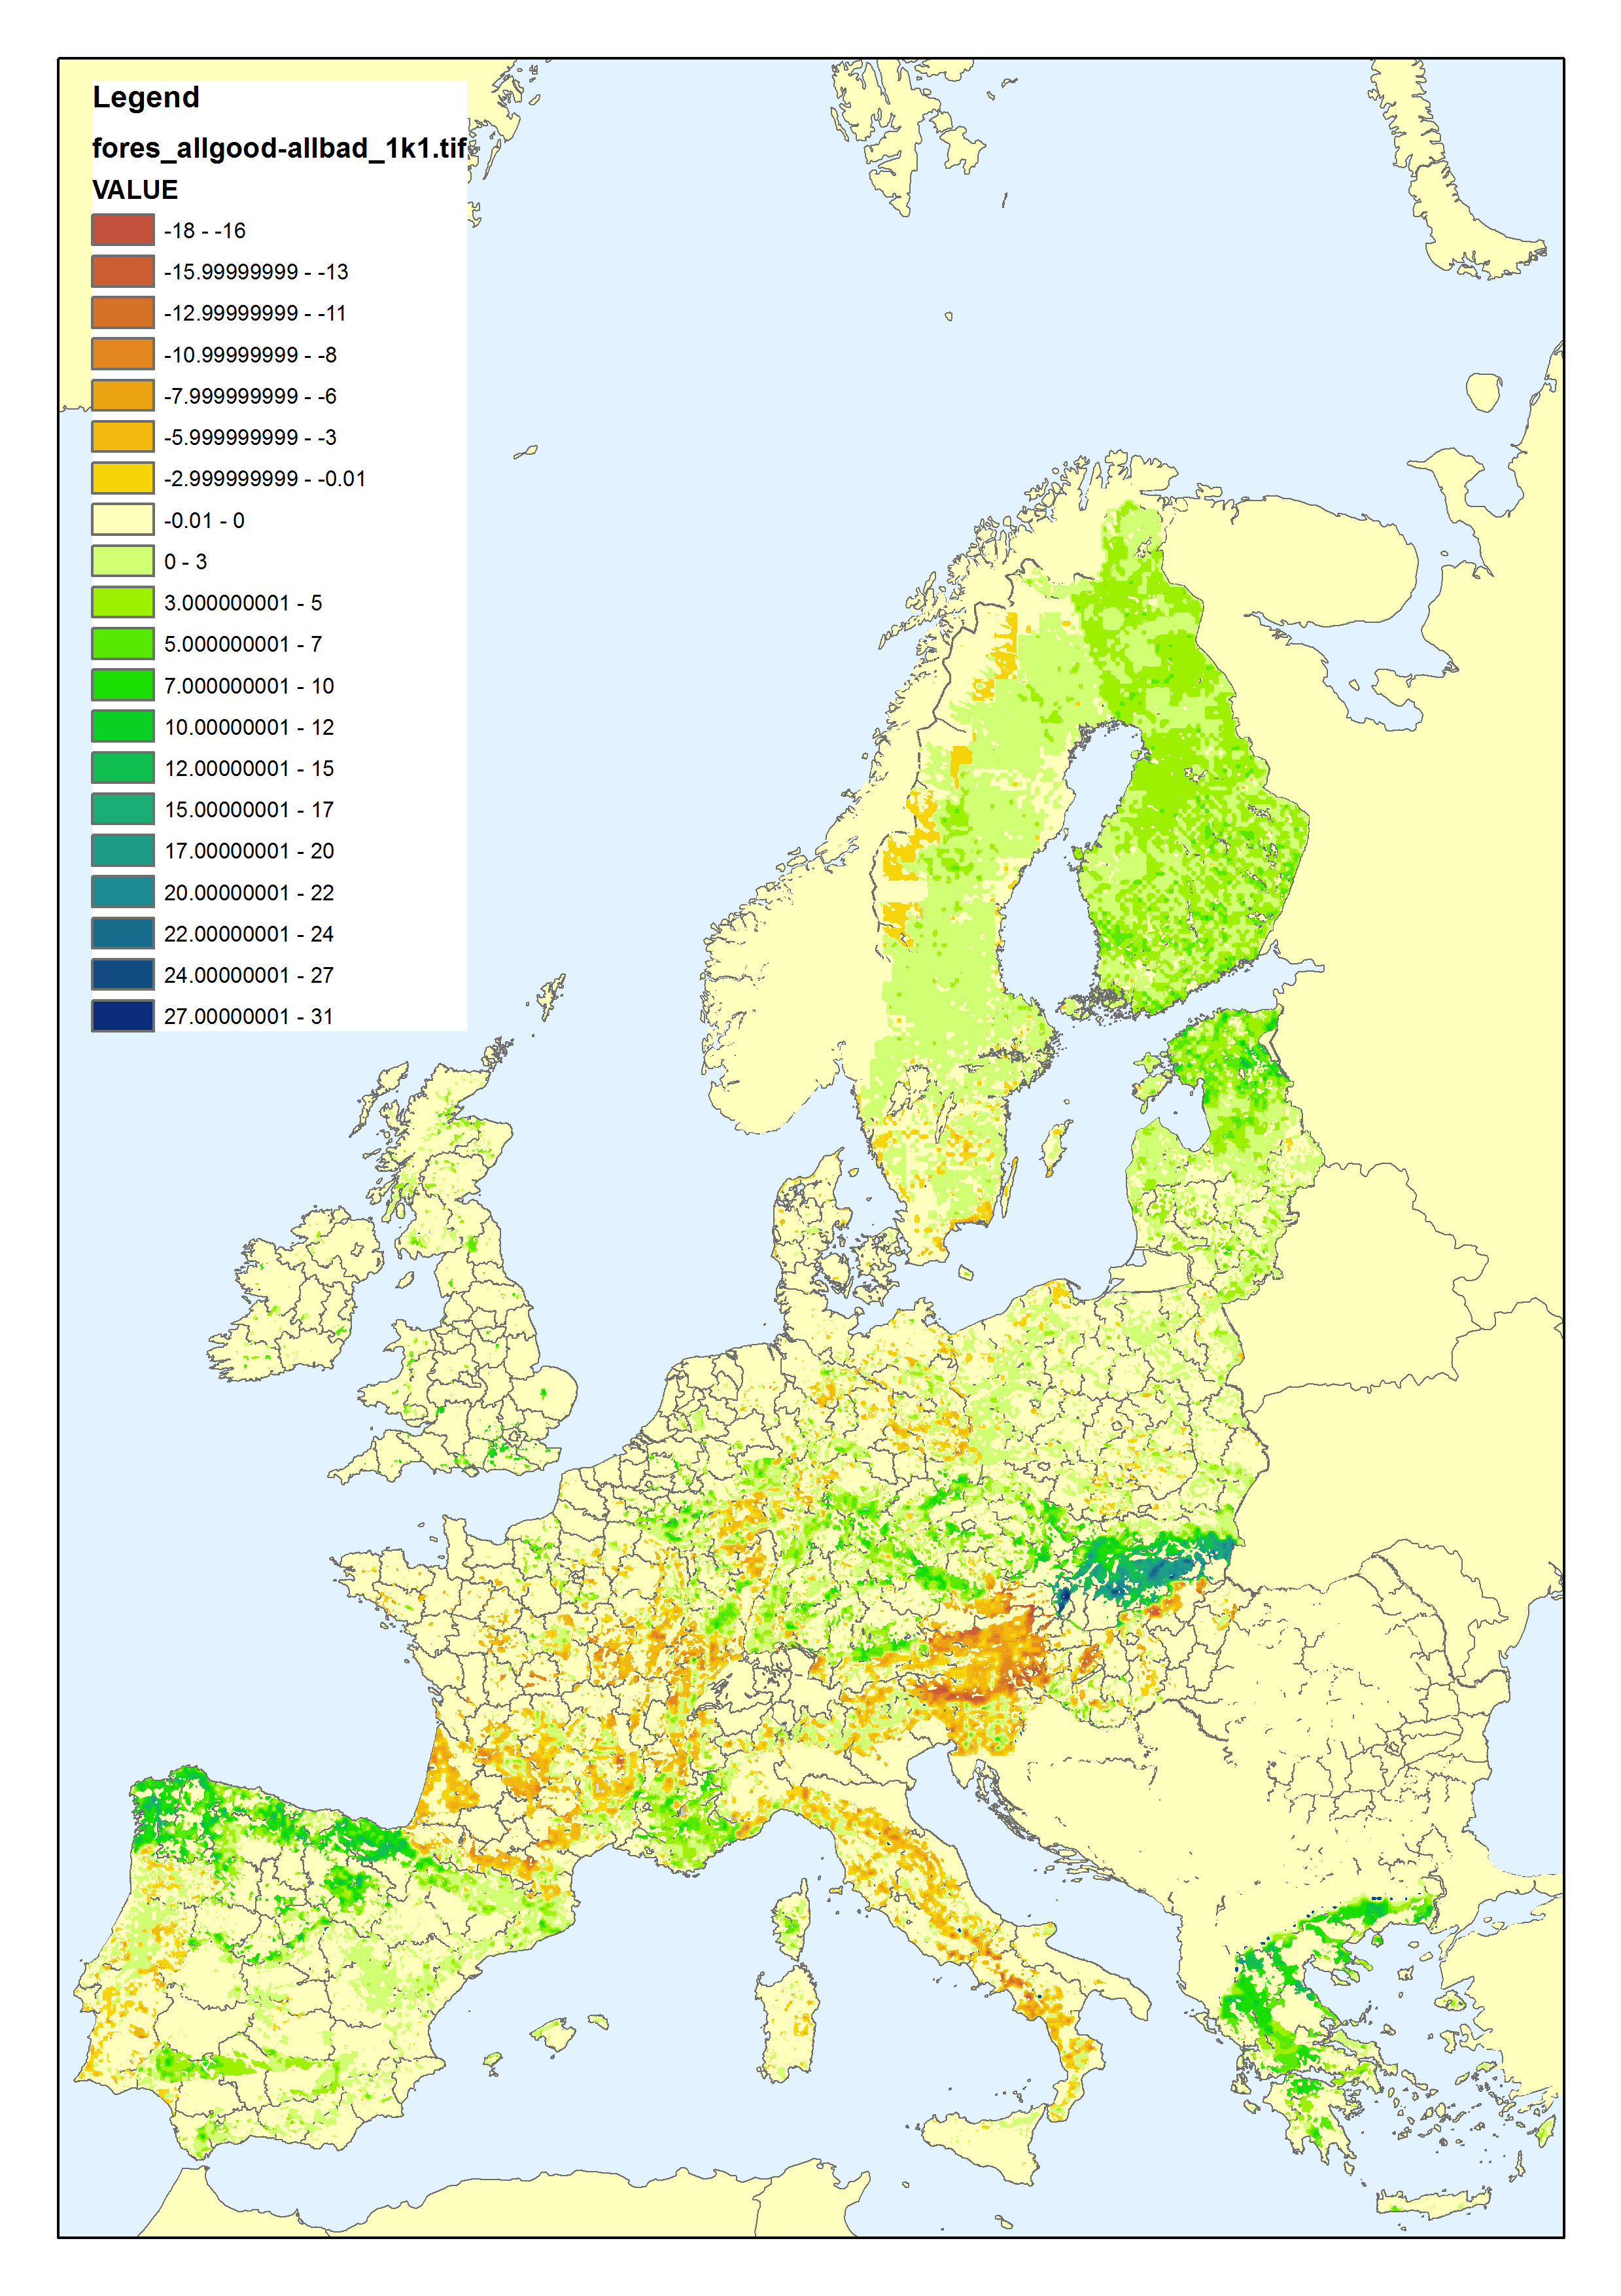 Legend
fores_allgood-allbad_1k1.tif
VALUE
-18 - -16
-15.99999999 - -13
-12.99999999 - -11
-10.99999999 - -8
-7.999999999 - -6
-5.999999999 - -3
-2.999999999 - -0.01
-0.01 - 0
0 - 3
3.000000001 - 5
5.000000001 - 7
7.000000001 - 10
10.00000001 - 12
12.00000001 - 15
15.00000001 - 17
17.00000001 - 20
20.00000001 - 22
22.00000001 - 24
24.00000001 - 27
27.00000001 - 31